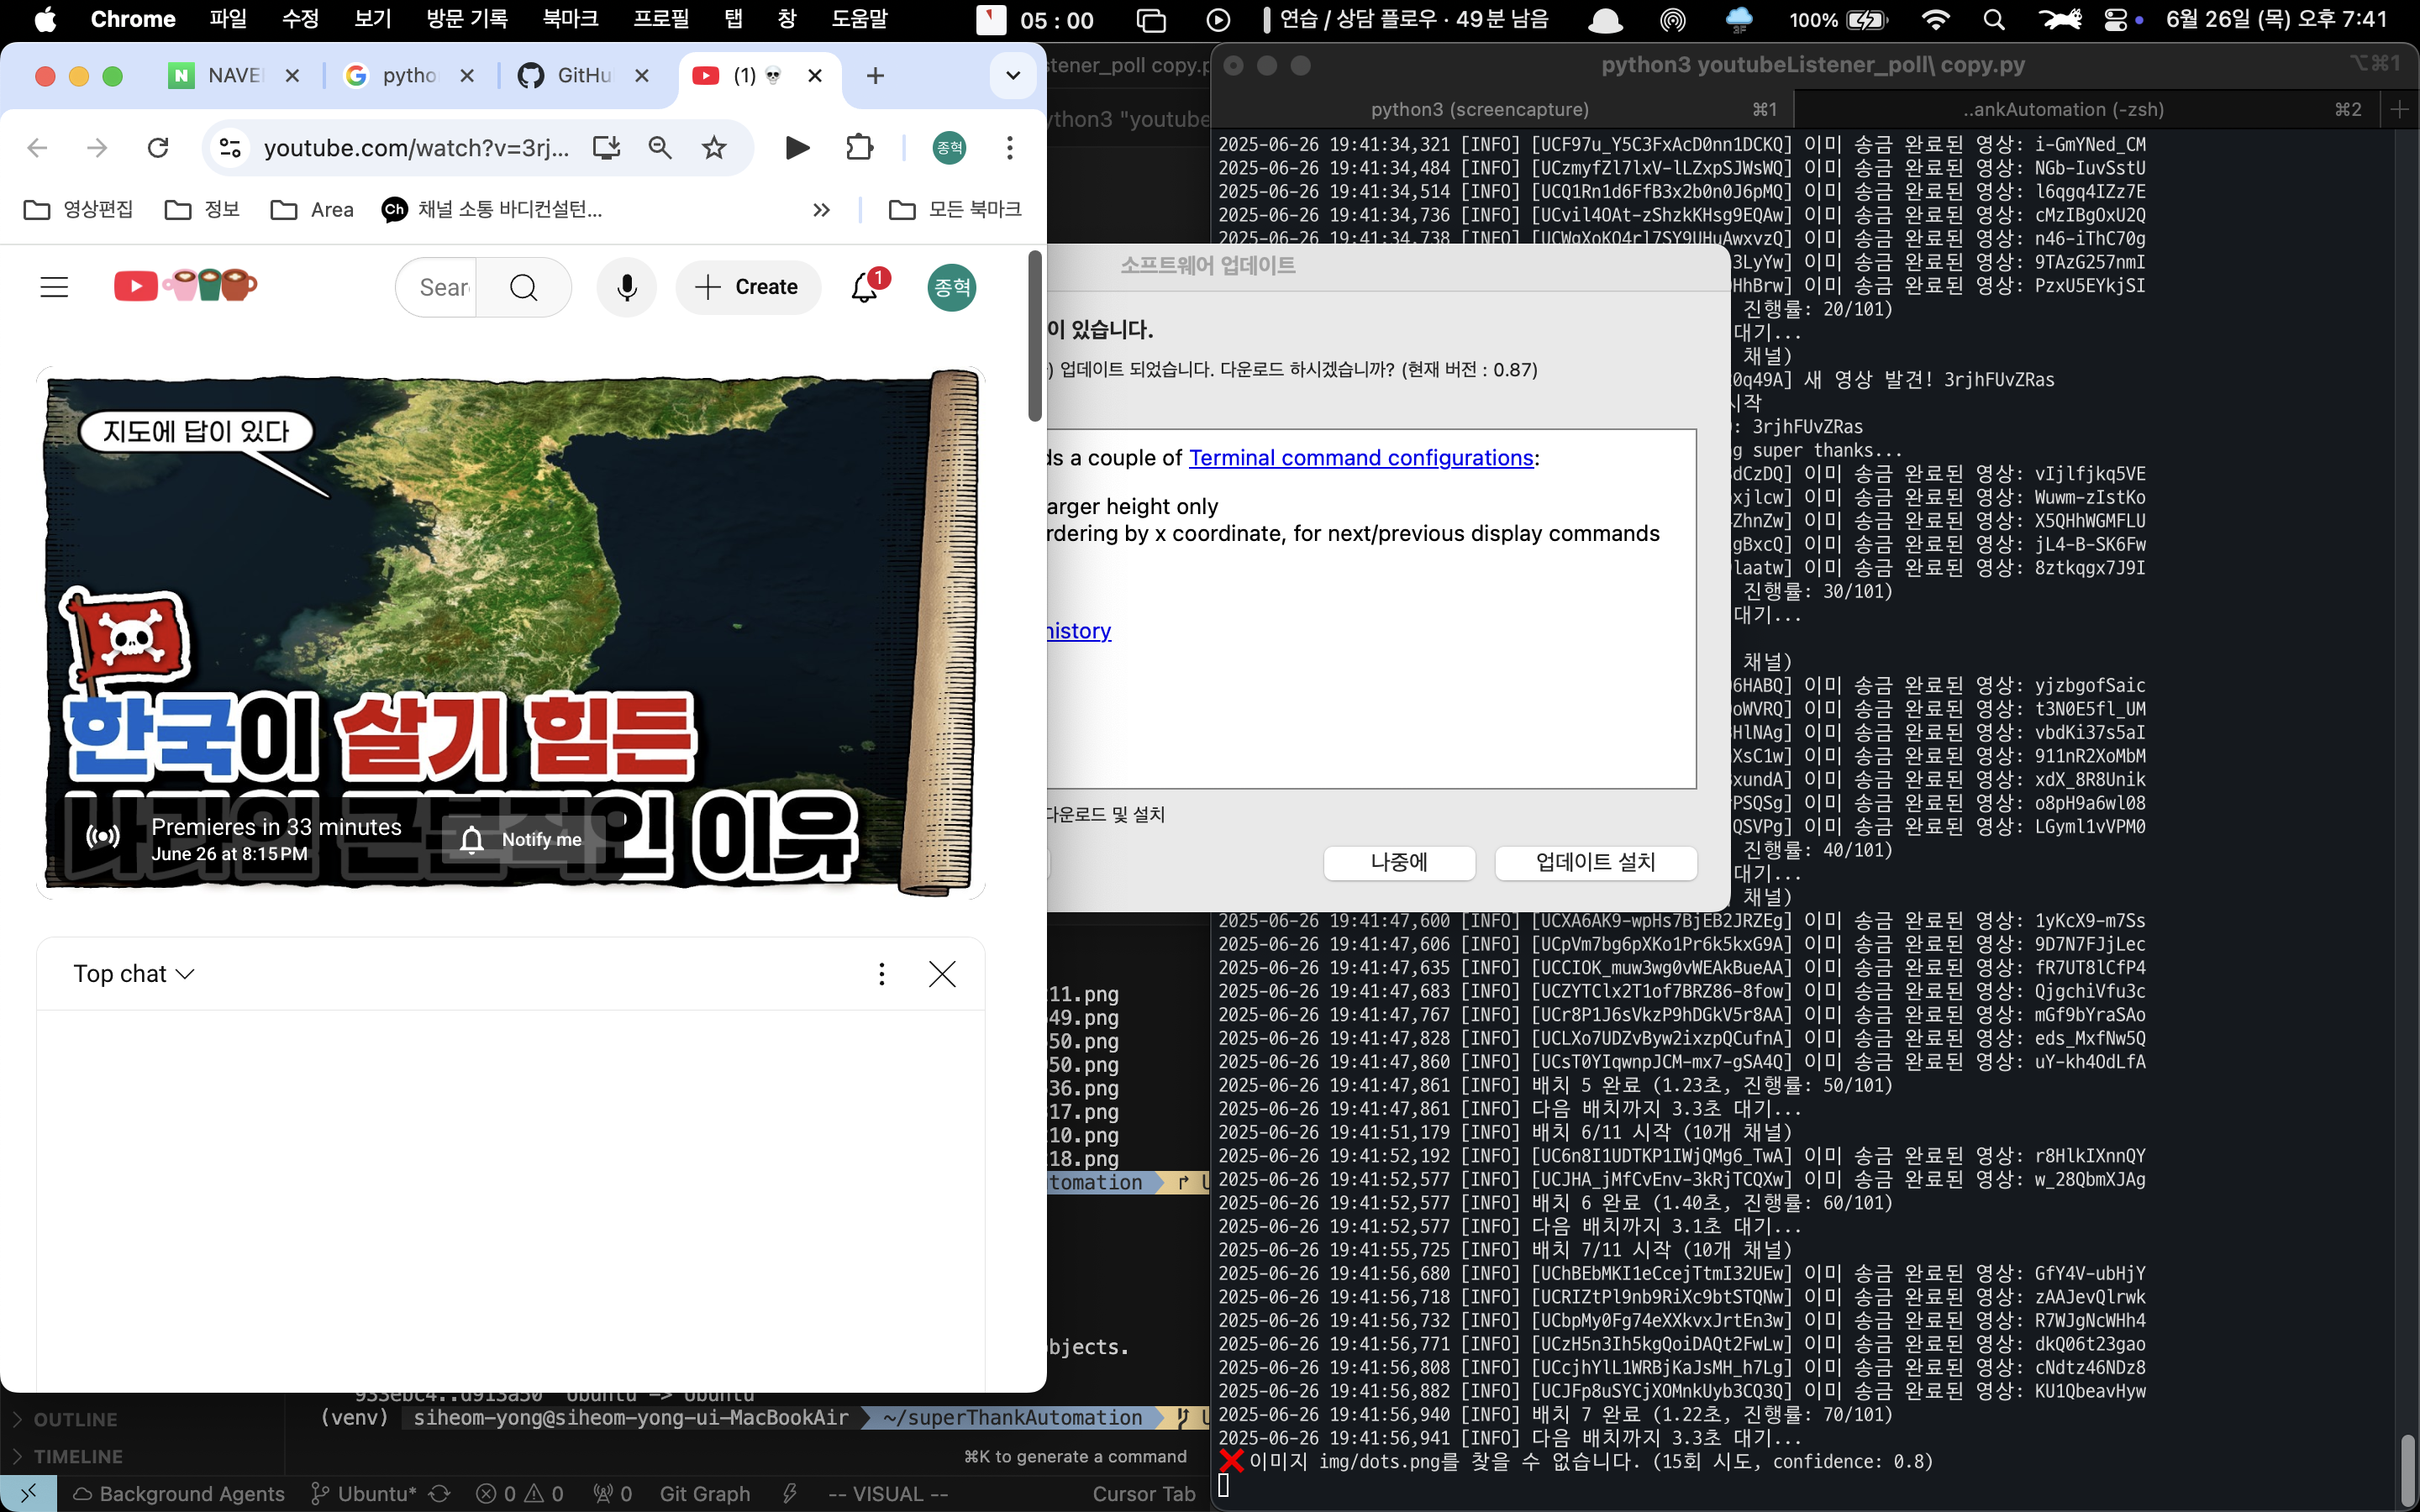 Chrome 파일 수정 보기 방문 기록 북마크 프로필 탭 창 도움말 05 : 00 연습 / 상담 플로우 · 49분 남음 100% 6월 26일 (목) 오후 7:41
NAVE
pytho
GitHu
(1) 💀
youtube.com/watch?v=3rj...
종혁
영상편집 정보 Area Ch 채널 소통 바디컨설턴... 모든 북마크
Sear
Create
1
종혁
지도에 답이 있다
한국이 살기 힘든
인 이유
Premieres in 33 minutes
June 26 at 8:15 PM
Notify me
Top chat
stener_poll copy.p
ython3 "youtube
소프트웨어 업데이트
이 있습니다.
) 업데이트 되었습니다. 다운로드 하시겠습니까? (현재 버전 : 0.87)
ds a couple of Terminal command configurations:
arger height only
rdering by x coordinate, for next/previous display commands
history
다운로드 및 설치
나중에
업데이트 설치
11.png
49.png
50.png
50.png
36.png
17.png
10.png
18.png
tomation
bjects.
933ebc4..d913a50 Ubuntu -> Ubuntu
(venv) siheom-yong@siheom-yong-ui-MacBookAir ~/superThankAutomation
OUTLINE
TIMELINE
⌘K to generate a command
Background Agents Ubuntu* 0 0 0 Git Graph -- VISUAL -- Cursor Tab
python3 youtubeListener_poll\ copy.py ⌥⌘1
python3 (screencapture) ⌘1 ..ankAutomation (-zsh) ⌘2
2025-06-26 19:41:34,321 [INFO] [UCF97u_Y5C3FxAcD0nn1DCKQ] 이미 송금 완료된 영상: i-GmYNed_CM
2025-06-26 19:41:34,484 [INFO] [UCzmyfZl7lxV-lLZxpSJWsWQ] 이미 송금 완료된 영상: NGb-IuvSstU
2025-06-26 19:41:34,514 [INFO] [UCQ1Rn1d6FfB3x2b0n0J6pMQ] 이미 송금 완료된 영상: l6qgq4IZz7E
2025-06-26 19:41:34,736 [INFO] [UCvil4OAt-zShzkKHsg9EQAw] 이미 송금 완료된 영상: cMzIBgOxU2Q
2025-06-26 19:41:34,738 [INFO] [UCWgXoKO4rl7SY9UHuAwxvzQ] 이미 송금 완료된 영상: n46-iThC70g
3LyYw] 이미 송금 완료된 영상: 9TAzG257nmI
HhBrw] 이미 송금 완료된 영상: PzxU5EYkjSI
진행률: 20/101)
대기...
채널)
0q49A] 새 영상 발견! 3rjhFUvZRas
시작
: 3rjhFUvZRas
g super thanks...
dCzDQ] 이미 송금 완료된 영상: vIjlfjkq5VE
xjlcw] 이미 송금 완료된 영상: Wuwm-zIstKo
ZhnZw] 이미 송금 완료된 영상: X5QHhWGMFLU
gBxcQ] 이미 송금 완료된 영상: jL4-B-SK6Fw
laatw] 이미 송금 완료된 영상: 8ztkqgx7J9I
진행률: 30/101)
대기...
채널)
6HABQ] 이미 송금 완료된 영상: yjzbgofSaic
oWVRQ] 이미 송금 완료된 영상: t3N0E5fl_UM
HlNAg] 이미 송금 완료된 영상: vbdKi37s5aI
XsC1w] 이미 송금 완료된 영상: 911nR2XoMbM
xundA] 이미 송금 완료된 영상: xdX_8R8Unik
PSQSg] 이미 송금 완료된 영상: o8pH9a6wl08
QSVPg] 이미 송금 완료된 영상: LGyml1vVPM0
진행률: 40/101)
대기...
채널)
2025-06-26 19:41:47,600 [INFO] [UCXA6AK9-wpHs7BjEB2JRZEg] 이미 송금 완료된 영상: 1yKcX9-m7Ss
2025-06-26 19:41:47,606 [INFO] [UCpVm7bg6pXKo1Pr6k5kxG9A] 이미 송금 완료된 영상: 9D7N7FJjLec
2025-06-26 19:41:47,635 [INFO] [UCCIOK_muw3wg0vWEAkBueAA] 이미 송금 완료된 영상: fR7UT8lCfP4
2025-06-26 19:41:47,683 [INFO] [UCZYTClx2T1of7BRZ86-8fow] 이미 송금 완료된 영상: QjgchiVfu3c
2025-06-26 19:41:47,767 [INFO] [UCr8P1J6sVkzP9hDGkV5r8AA] 이미 송금 완료된 영상: mGf9bYraSAo
2025-06-26 19:41:47,828 [INFO] [UCLXo7UDZvByw2ixzpQCufnA] 이미 송금 완료된 영상: eds_MxfNw5Q
2025-06-26 19:41:47,860 [INFO] [UCsT0YIqwnpJCM-mx7-gSA4Q] 이미 송금 완료된 영상: uY-kh4OdLfA
2025-06-26 19:41:47,861 [INFO] 배치 5 완료 (1.23초, 진행률: 50/101)
2025-06-26 19:41:47,861 [INFO] 다음 배치까지 3.3초 대기...
2025-06-26 19:41:51,179 [INFO] 배치 6/11 시작 (10개 채널)
2025-06-26 19:41:52,192 [INFO] [UC6n8I1UDTKP1IWjQMg6_TwA] 이미 송금 완료된 영상: r8HlkIXnnQY
2025-06-26 19:41:52,577 [INFO] [UCJHA_jMfCvEnv-3kRjTCQXw] 이미 송금 완료된 영상: w_28QbmXJAg
2025-06-26 19:41:52,577 [INFO] 배치 6 완료 (1.40초, 진행률: 60/101)
2025-06-26 19:41:52,577 [INFO] 다음 배치까지 3.1초 대기...
2025-06-26 19:41:55,725 [INFO] 배치 7/11 시작 (10개 채널)
2025-06-26 19:41:56,680 [INFO] [UChBEbMKI1eCcejTtmI32UEw] 이미 송금 완료된 영상: GfY4V-ubHjY
2025-06-26 19:41:56,718 [INFO] [UCRIZtPl9nb9RiXc9btSTQNw] 이미 송금 완료된 영상: zAAJevQlrwk
2025-06-26 19:41:56,732 [INFO] [UCbpMy0Fg74eXXkvxJrtEn3w] 이미 송금 완료된 영상: R7WJgNcWHh4
2025-06-26 19:41:56,771 [INFO] [UCzH5n3Ih5kgQoiDAQt2FwLw] 이미 송금 완료된 영상: dkQ06t23gao
2025-06-26 19:41:56,808 [INFO] [UCcjhYlL1WRBjKaJsMH_h7Lg] 이미 송금 완료된 영상: cNdtz46NDz8
2025-06-26 19:41:56,882 [INFO] [UCJFp8uSYCjXOMnkUyb3CQ3Q] 이미 송금 완료된 영상: KU1QbeavHyw
2025-06-26 19:41:56,940 [INFO] 배치 7 완료 (1.22초, 진행률: 70/101)
2025-06-26 19:41:56,941 [INFO] 다음 배치까지 3.3초 대기...
❌ 이미지 img/dots.png를 찾을 수 없습니다. (15회 시도, confidence: 0.8)